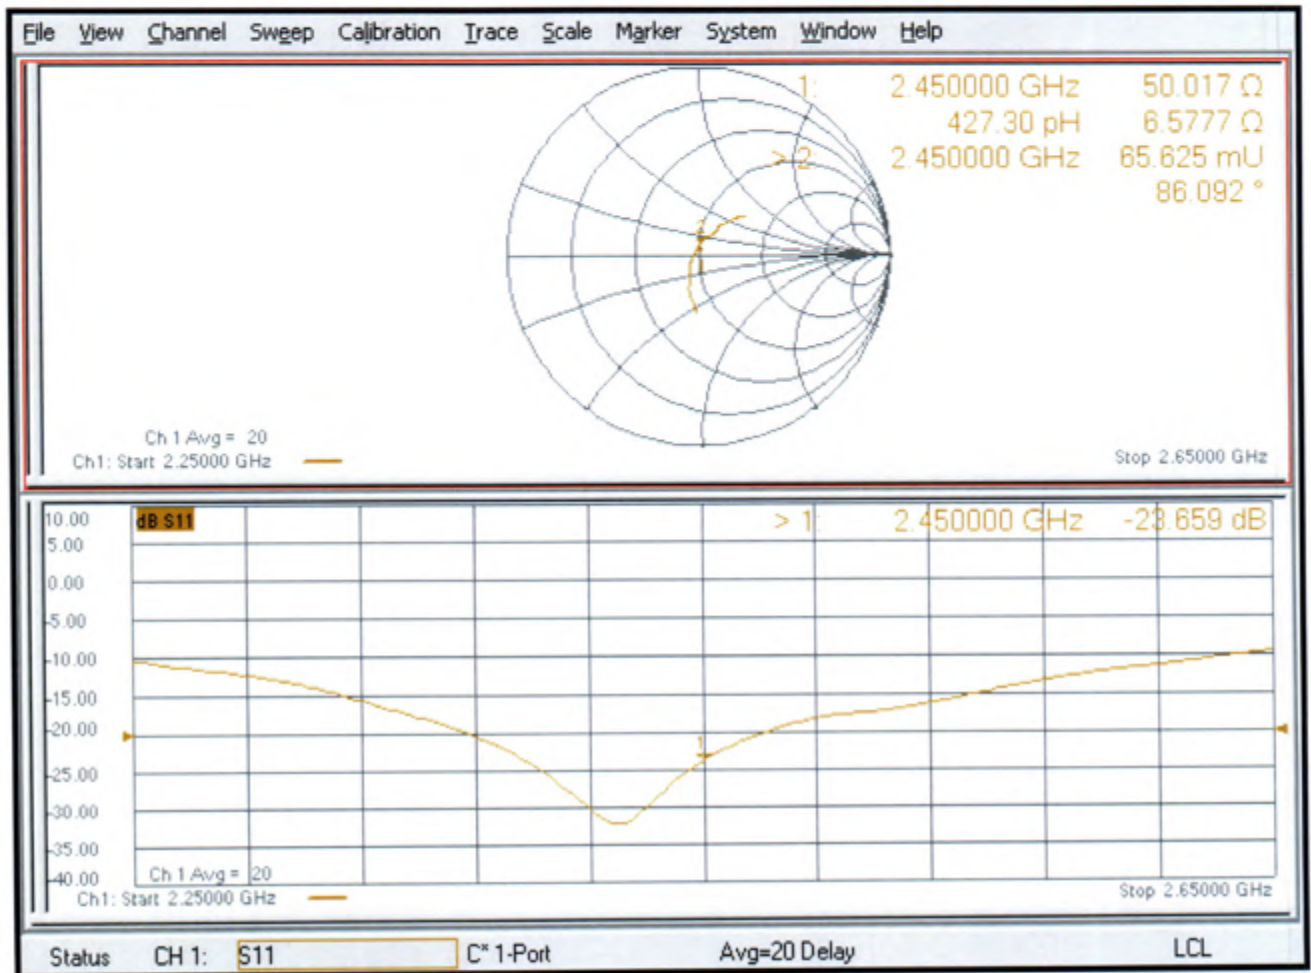 File View Channel Sweep Calibration Trace Scale Marker System Window Help
1: 2.450000 GHz 50.017 Ω
427.30 pH 6.5777 Ω
> 2: 2.450000 GHz 65.625 mU
86.092 °
2
1
Ch 1 Avg = 20
Ch1: Start 2.25000 GHz
Stop 2.65000 GHz
10.00
dB S11
> 1: 2.450000 GHz -23.659 dB
5.00
0.00
-5.00
-10.00
-15.00
-20.00
1
-25.00
-30.00
-35.00
-40.00
Ch 1 Avg = 20
Ch1: Start 2.25000 GHz
Stop 2.65000 GHz
Status CH 1: S11 C* 1-Port Avg=20 Delay LCL